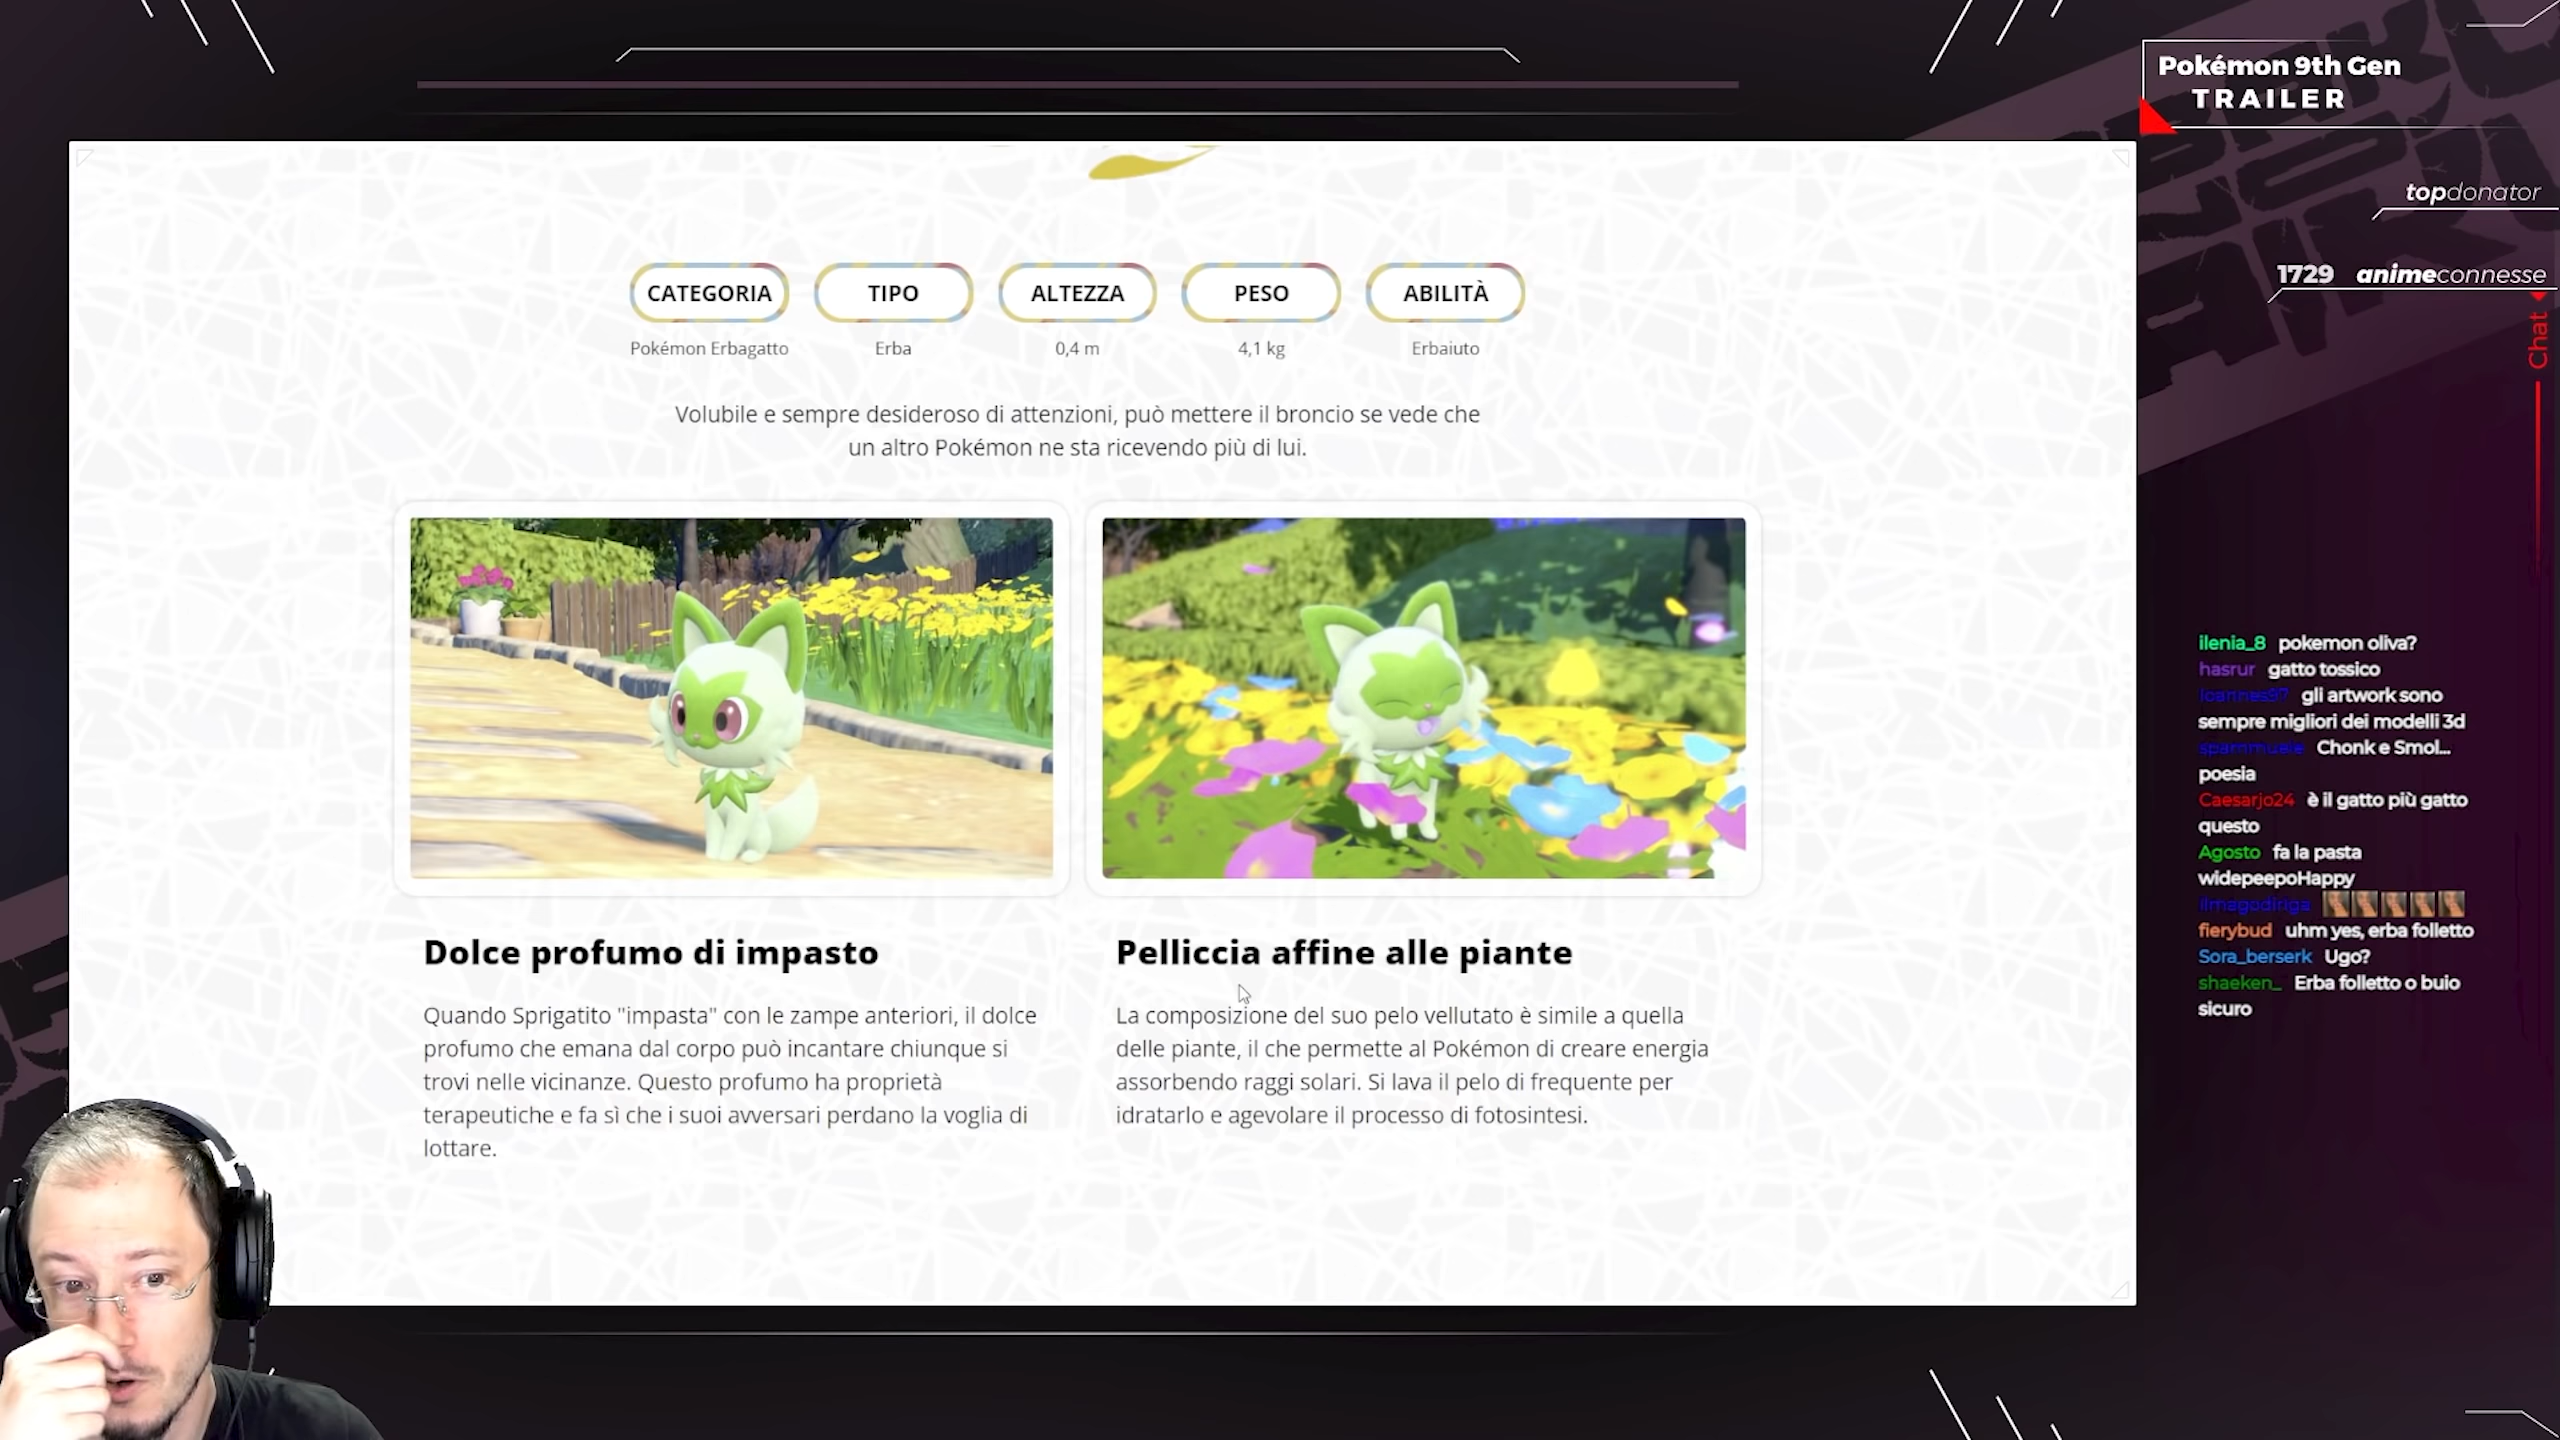 Pokémon 9th Gen
TRAILER
topdonator
1729 animeconnesse
Chat
CATEGORIA
TIPO
ALTEZZA
PESO
ABILITÀ
Pokémon Erbagatto
Erba
0,4 m
4,1 kg
Erbaiuto
Volubile e sempre desideroso di attenzioni, può mettere il broncio se vede che
un altro Pokémon ne sta ricevendo più di lui.
Dolce profumo di impasto
Quando Sprigatito "impasta" con le zampe anteriori, il dolce
profumo che emana dal corpo può incantare chiunque si
trovi nelle vicinanze. Questo profumo ha proprietà
terapeutiche e fa sì che i suoi avversari perdano la voglia di
lottare.
Pelliccia affine alle piante
La composizione del suo pelo vellutato è simile a quella
delle piante, il che permette al Pokémon di creare energia
assorbendo raggi solari. Si lava il pelo di frequente per
idratarlo e agevolare il processo di fotosintesi.
ilenia_8 pokemon oliva?
hasrur gatto tossico
Ioannes97 gli artwork sono
sempre migliori dei modelli 3d
spammuele Chonk e Smol...
poesia
Caesarjo24 è il gatto più gatto
questo
Agosto fa la pasta
widepeepoHappy
ilmagodiriga
fierybud uhm yes, erba folletto
Sora_berserk Ugo?
shaeken_ Erba folletto o buio
sicuro